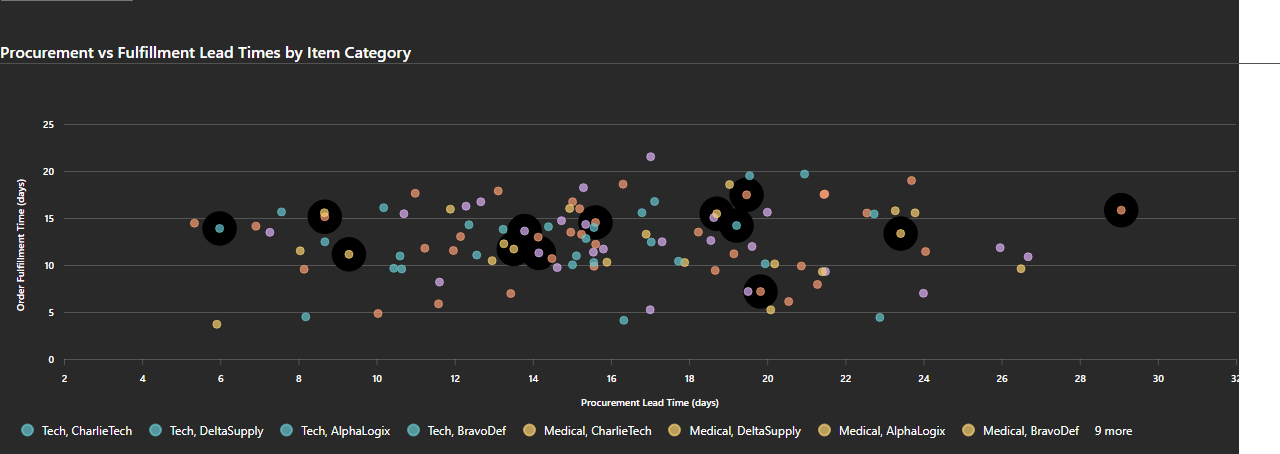 Procurement vs Fulfillment Lead Times by Item Category
Order Fulfillment Time (days)
25
20
15
10
5
0
2 4 6 8 10 12 14 16 18 20 22 24 26 28 30 32
Procurement Lead Time (days)
Tech, CharlieTech Tech, DeltaSupply Tech, AlphaLogix Tech, BravoDef Medical, CharlieTech Medical, DeltaSupply Medical, AlphaLogix Medical, BravoDef 9 more